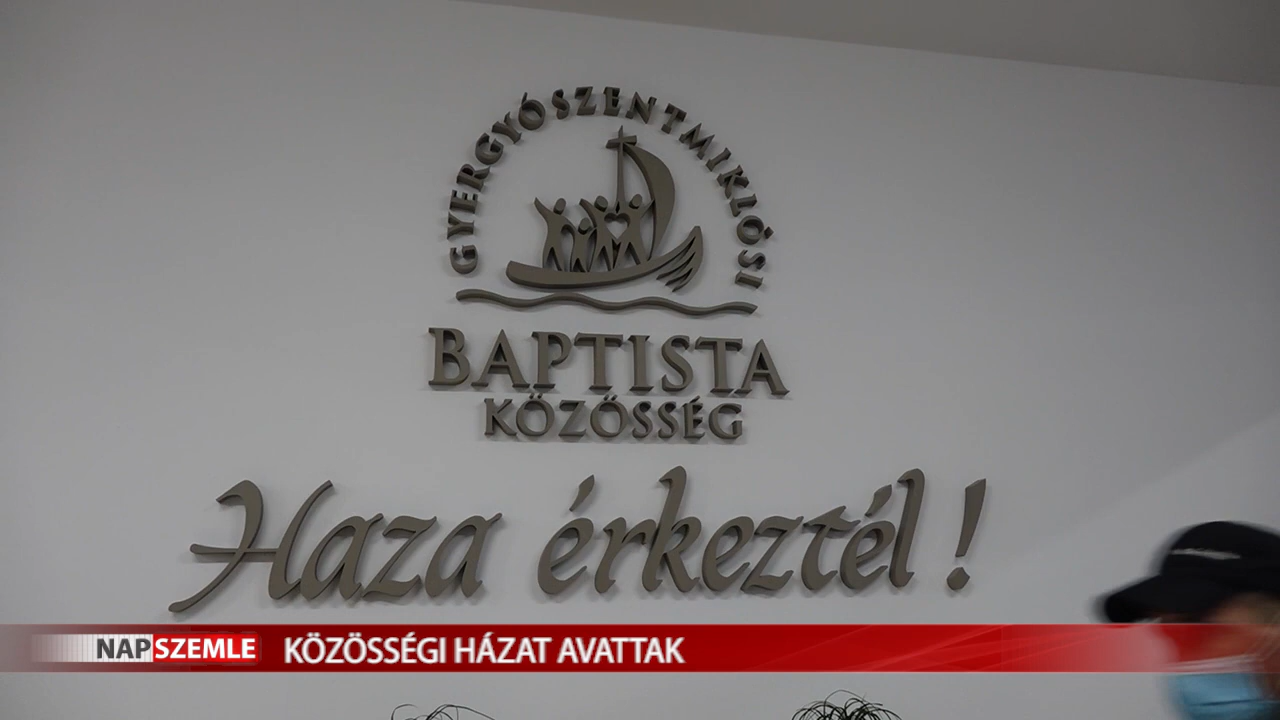 GYERGYÓSZENTMIKLÓSI
BAPTISTA
KÖZÖSSÉG
Haza érkeztél!
NAPSZEMLE KÖZÖSSÉGI HÁZAT AVATTAK